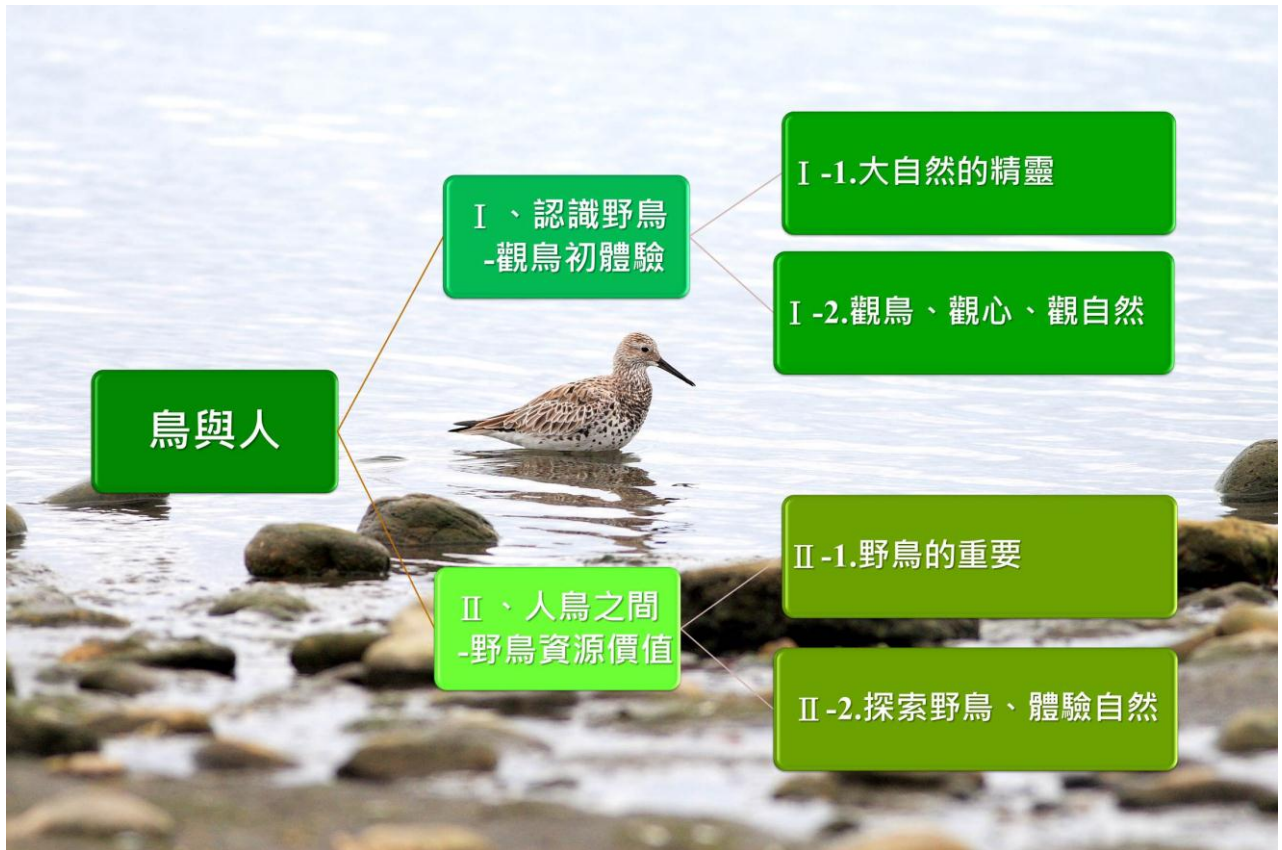 鳥與人
Ⅰ、認識野鳥
-觀鳥初體驗
Ⅰ-1.大自然的精靈
Ⅰ-2.觀鳥、觀心、觀自然
Ⅱ、人鳥之間
-野鳥資源價值
Ⅱ-1.野鳥的重要
Ⅱ-2.探索野鳥、體驗自然